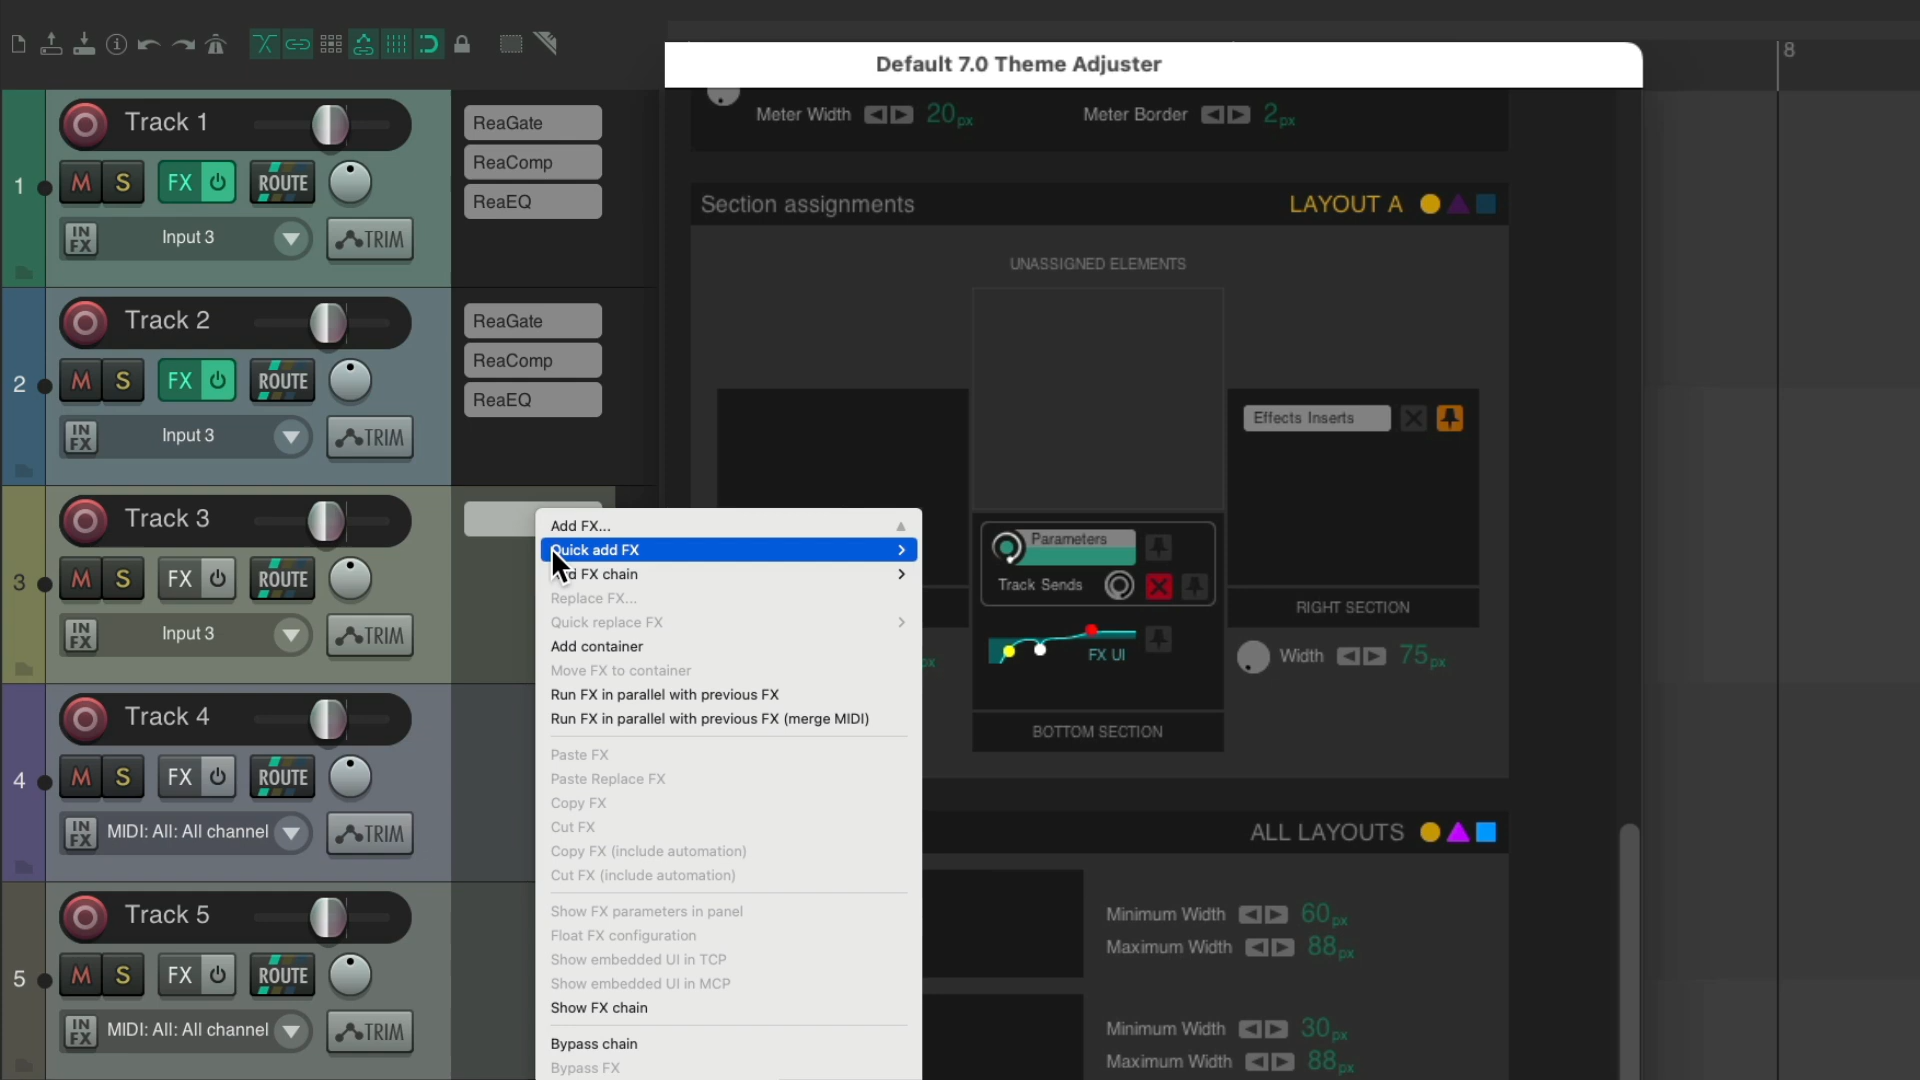 8
Default 7.0 Theme Adjuster
Meter Width 20px Meter Border 2px
Section assignments LAYOUT A
UNASSIGNED ELEMENTS
Effects Inserts
Parameters
Track Sends
FX UI
px
RIGHT SECTION
Width 75px
BOTTOM SECTION
ALL LAYOUTS
Minimum Width 60px
Maximum Width 88px
Minimum Width 30px
Maximum Width 88px
1
Track 1
M S FX ROUTE
IN FX Input 3 TRIM
ReaGate
ReaComp
ReaEQ
2
Track 2
M S FX ROUTE
IN FX Input 3 TRIM
ReaGate
ReaComp
ReaEQ
3
Track 3
M S FX ROUTE
IN FX Input 3 TRIM
4
Track 4
M S FX ROUTE
IN FX MIDI: All: All channel TRIM
5
Track 5
M S FX ROUTE
IN FX MIDI: All: All channel TRIM
Add FX...
Quick add FX
FX chain
Replace FX...
Quick replace FX
Add container
Move FX to container
Run FX in parallel with previous FX
Run FX in parallel with previous FX (merge MIDI)
Paste FX
Paste Replace FX
Copy FX
Cut FX
Copy FX (include automation)
Cut FX (include automation)
Show FX parameters in panel
Float FX configuration
Show embedded UI in TCP
Show embedded UI in MCP
Show FX chain
Bypass chain
Bypass FX